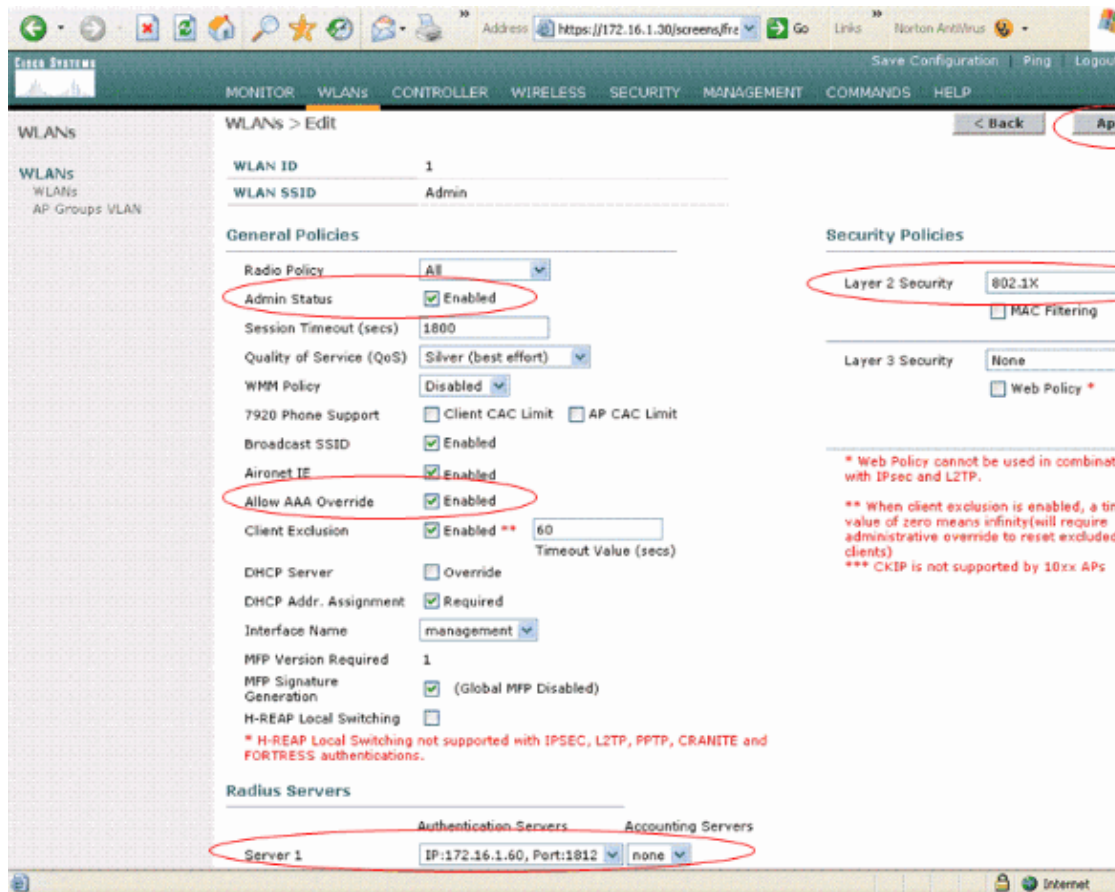 Address https://172.16.1.30/screens/fra Go Links Norton AntiVirus
CISCO SYSTEMS
Save Configuration | Ping | Logout
MONITOR WLANs CONTROLLER WIRELESS SECURITY MANAGEMENT COMMANDS HELP
WLANs
WLANs
WLANs
AP Groups VLAN
WLANs > Edit
< Back
Ap
WLAN ID 1
WLAN SSID Admin
General Policies
Radio Policy All
Admin Status Enabled
Session Timeout (secs) 1800
Quality of Service (QoS) Silver (best effort)
WMM Policy Disabled
7920 Phone Support Client CAC Limit AP CAC Limit
Broadcast SSID Enabled
Aironet IE Enabled
Allow AAA Override Enabled
Client Exclusion Enabled ** 60
Timeout Value (secs)
DHCP Server Override
DHCP Addr. Assignment Required
Interface Name management
MFP Version Required 1
MFP Signature
Generation (Global MFP Disabled)
H-REAP Local Switching
* H-REAP Local Switching not supported with IPSEC, L2TP, PPTP, CRANITE and
FORTRESS authentications.
Security Policies
Layer 2 Security 802.1X
MAC Filtering
Layer 3 Security None
Web Policy *
* Web Policy cannot be used in combinat
with IPsec and L2TP.
** When client exclusion is enabled, a tim
value of zero means infinity(will require
administrative override to reset excluded
clients)
*** CKIP is not supported by 10xx APs
Radius Servers
Authentication Servers Accounting Servers
Server 1 IP:172.16.1.60, Port:1812 none
Internet